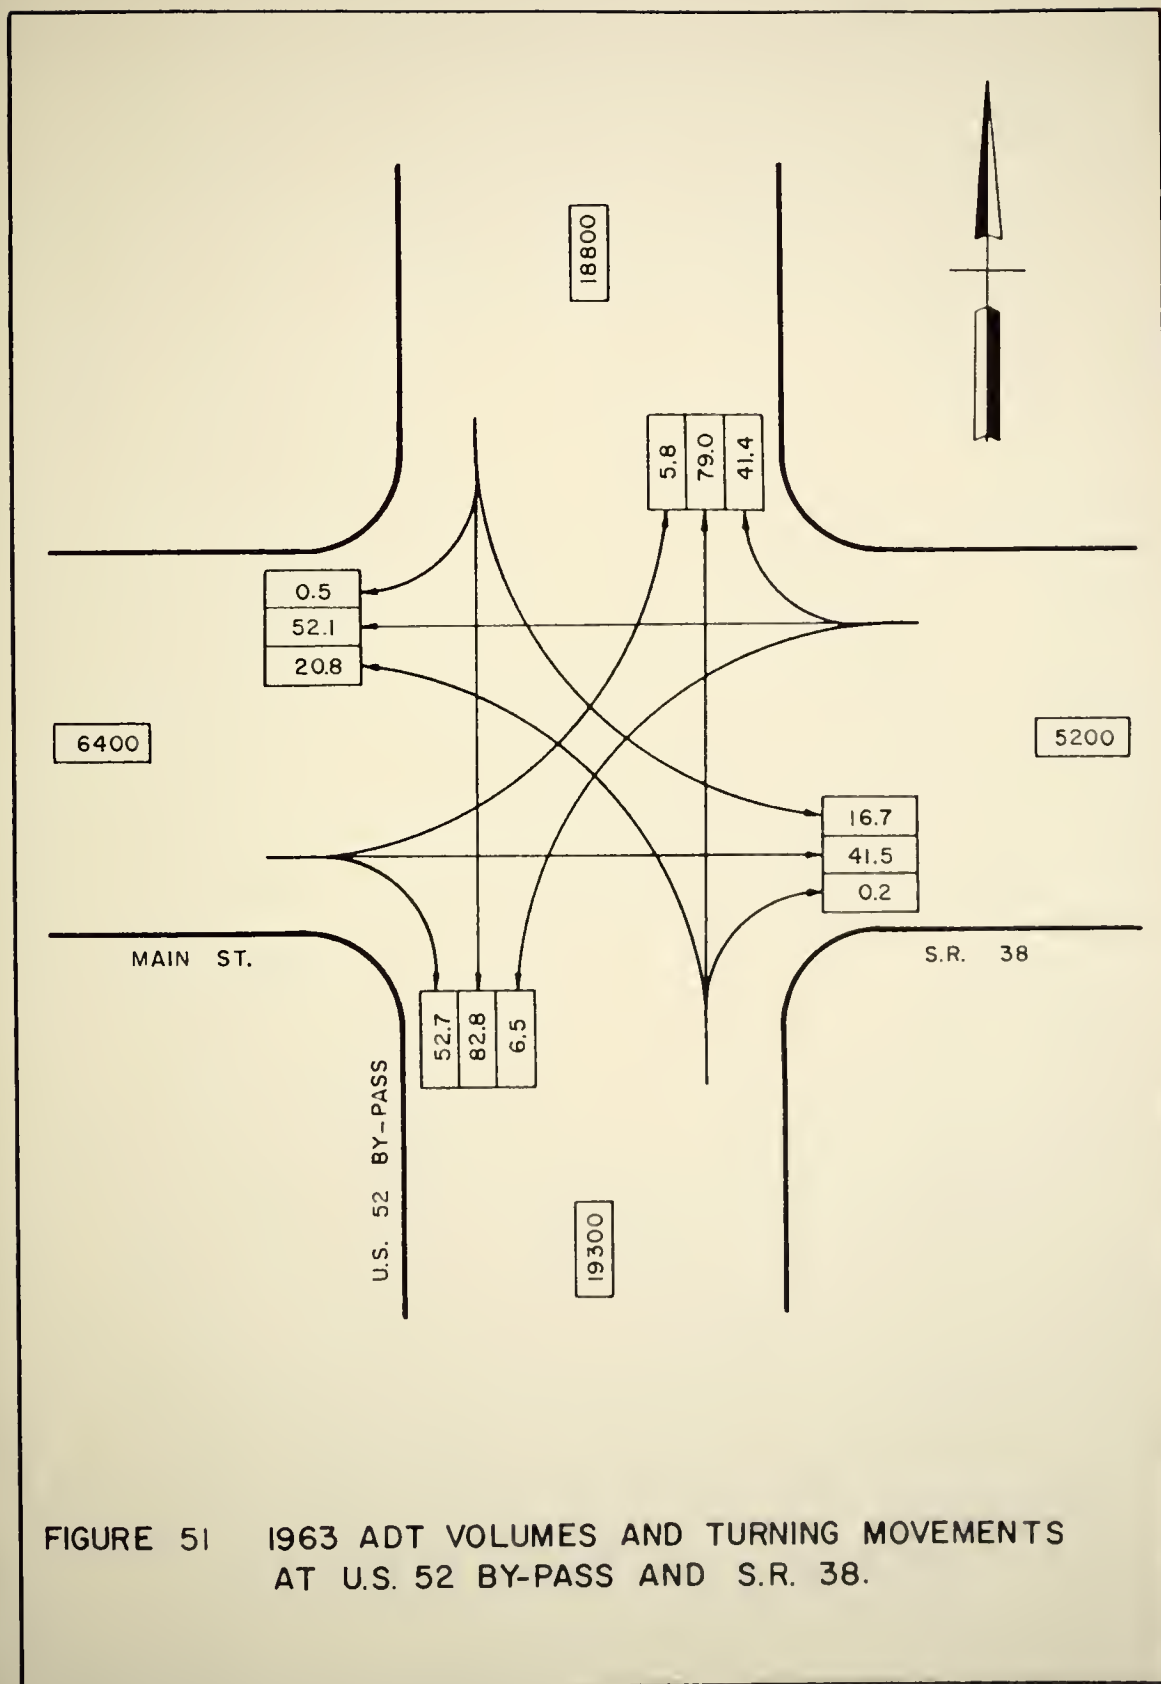 18800
5.8 79.0 41.4
0.5
52.1
20.8
6400
5200
16.7
41.5
0.2
MAIN ST.
S.R. 38
52.7 82.8 6.5
U.S. 52 BY-PASS
19300
FIGURE 51 1963 ADT VOLUMES AND TURNING MOVEMENTS
AT U.S. 52 BY-PASS AND S.R. 38.